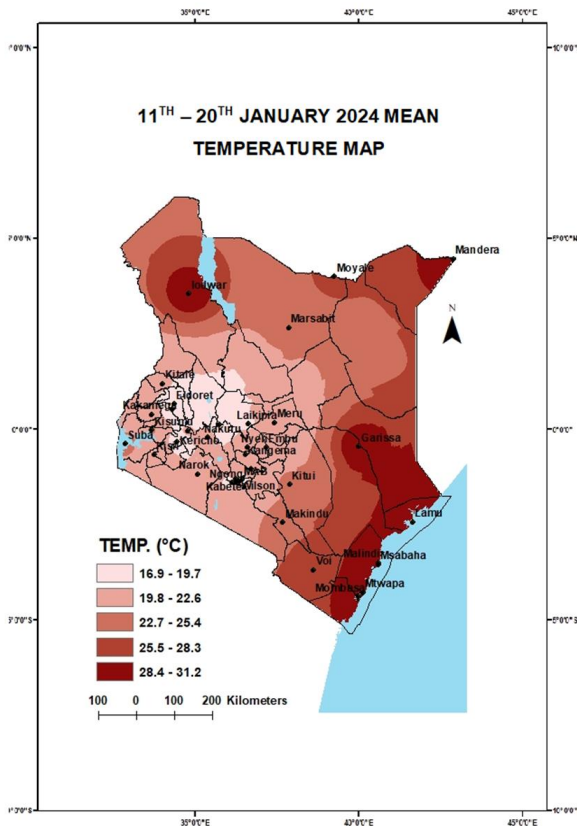 35°0'0"E 40°0'0"E 45°0'0"E
11TH – 20TH JANUARY 2024 MEAN
TEMPERATURE MAP
Mandera
Moyale
lodwar
N
Marsabit
Kitale
Eldoret
Kakamega
Laikipia Meru
Kisumu
Nakuru
Suba
Nyeri Embu
Garissa
Kericho
Kisii
Kangema
Narok
Ngong
MAB
Kitui
Kabete
Wilson
Makindu
Lamu
TEMP. (°C)
16.9 - 19.7
19.8 - 22.6
22.7 - 25.4
25.5 - 28.3
28.4 - 31.2
Voi
Malindi
Msabaha
Mombasa
Mtwapa
100 0 100 200 Kilometers
35°0'0"E 40°0'0"E 45°0'0"E